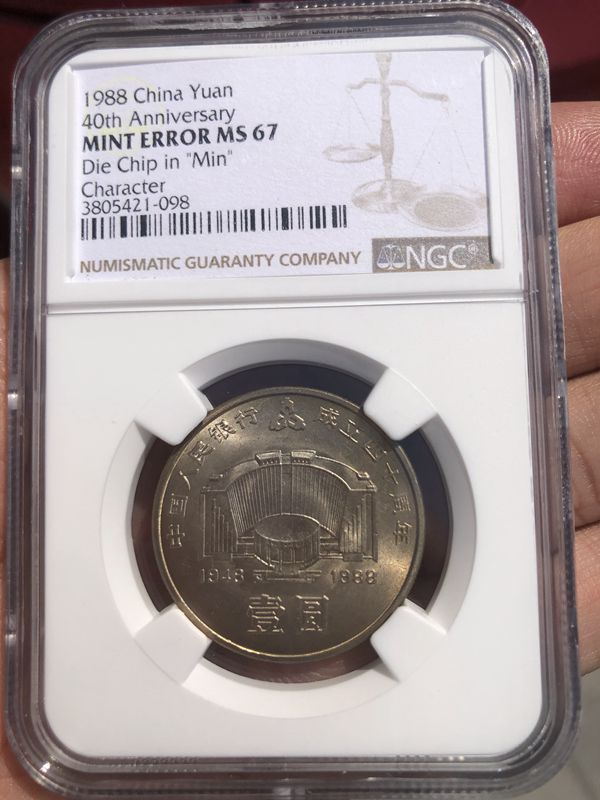 1988 China Yuan
40th Anniversary
MINT ERROR MS 67
Die Chip in "Min"
Character
3805421-098
NUMISMATIC GUARANTY COMPANY
NGC®
中国人民银行 成立四十周年
1948 1988
壹圆